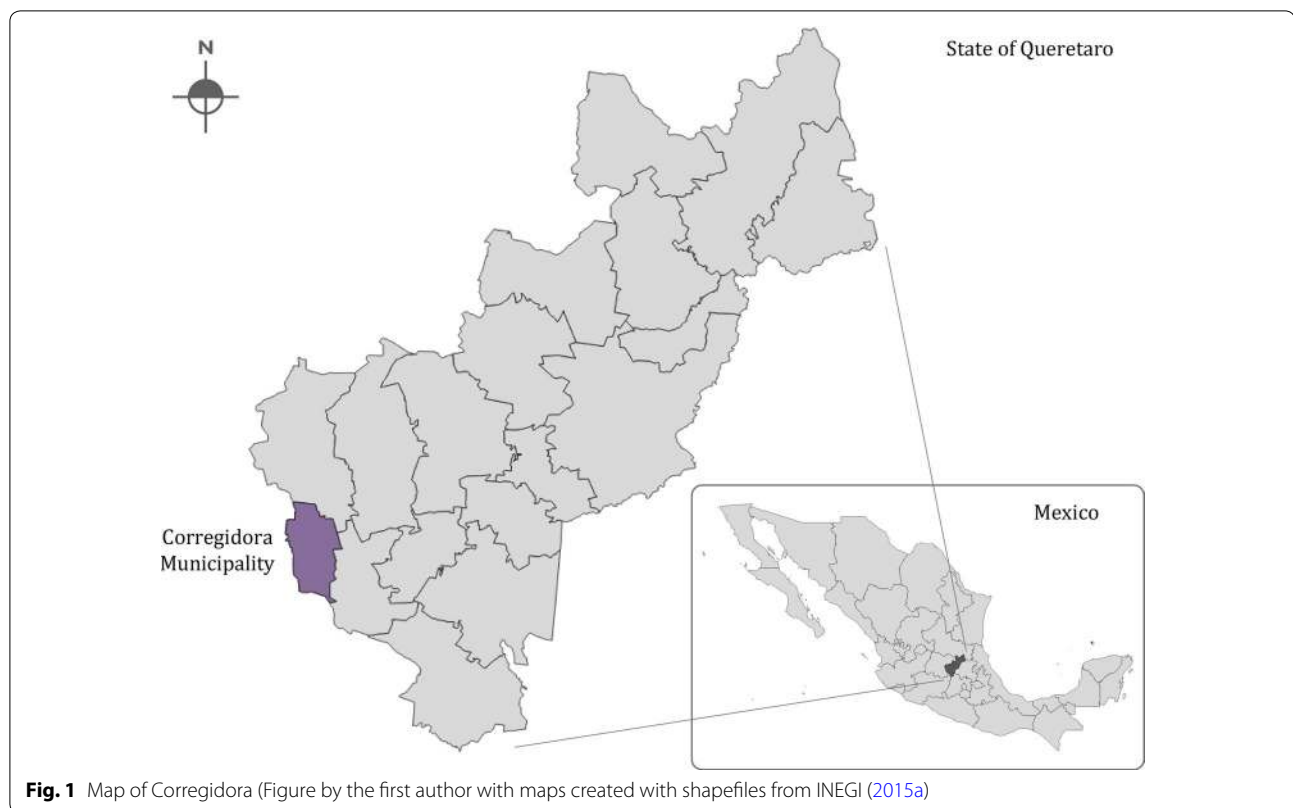 N
State of Queretaro
Corregidora
Municipality
Mexico
Fig. 1 Map of Corregidora (Figure by the first author with maps created with shapefiles from INEGI (2015a)